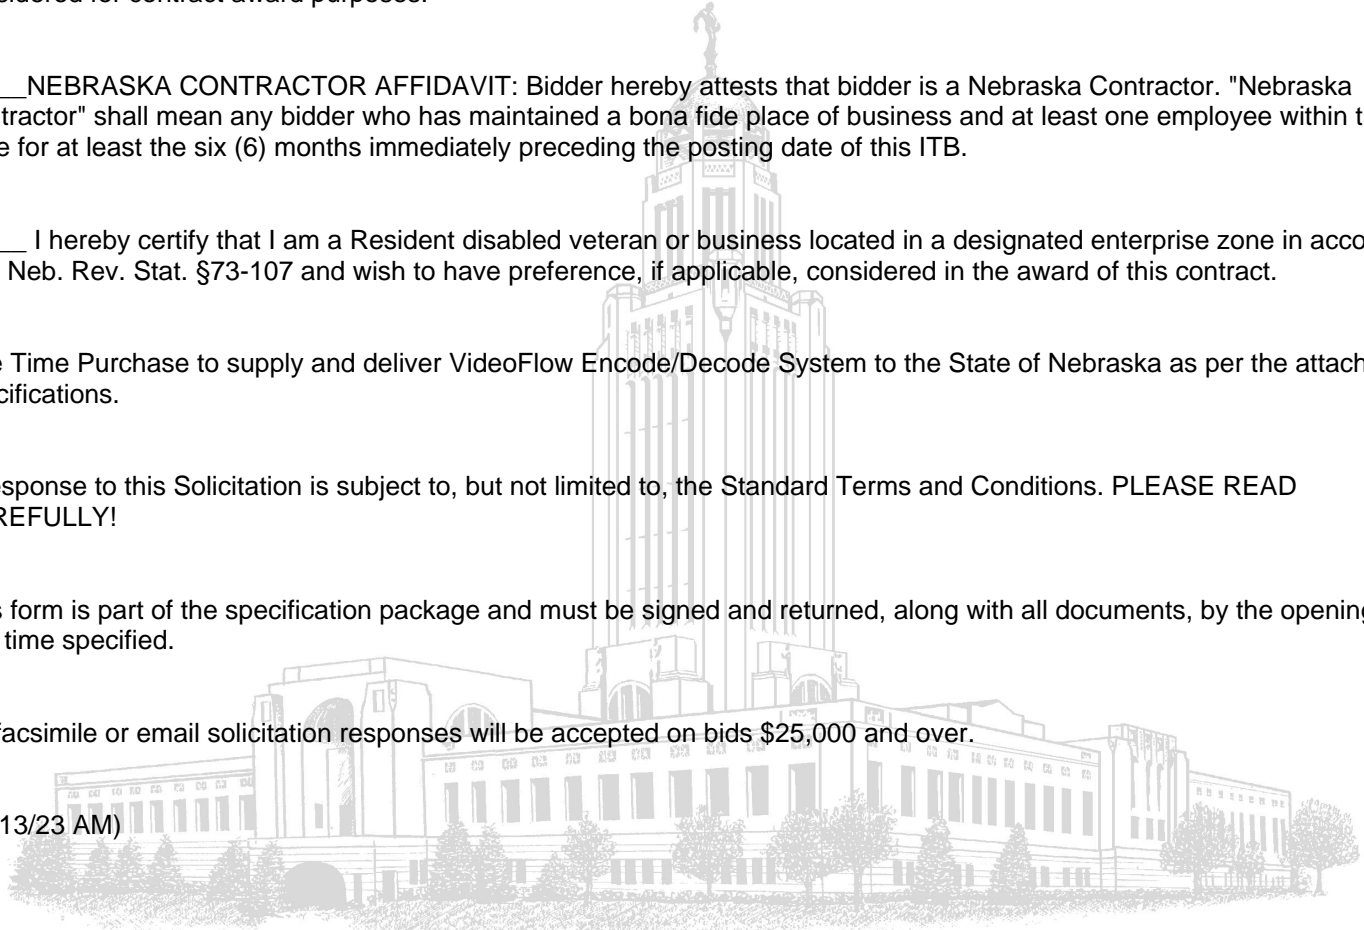 sidered for contract award purposes.
__NEBRASKA CONTRACTOR AFFIDAVIT: Bidder hereby attests that bidder is a Nebraska Contractor. "Nebraska
tractor" shall mean any bidder who has maintained a bona fide place of business and at least one employee within t
e for at least the six (6) months immediately preceding the posting date of this ITB.
__ I hereby certify that I am a Resident disabled veteran or business located in a designated enterprise zone in acco
Neb. Rev. Stat. §73-107 and wish to have preference, if applicable, considered in the award of this contract.
e Time Purchase to supply and deliver VideoFlow Encode/Decode System to the State of Nebraska as per the attach
cifications.
esponse to this Solicitation is subject to, but not limited to, the Standard Terms and Conditions. PLEASE READ
REFULLY!
s form is part of the specification package and must be signed and returned, along with all documents, by the opening
time specified.
facsimile or email solicitation responses will be accepted on bids $25,000 and over.
13/23 AM)